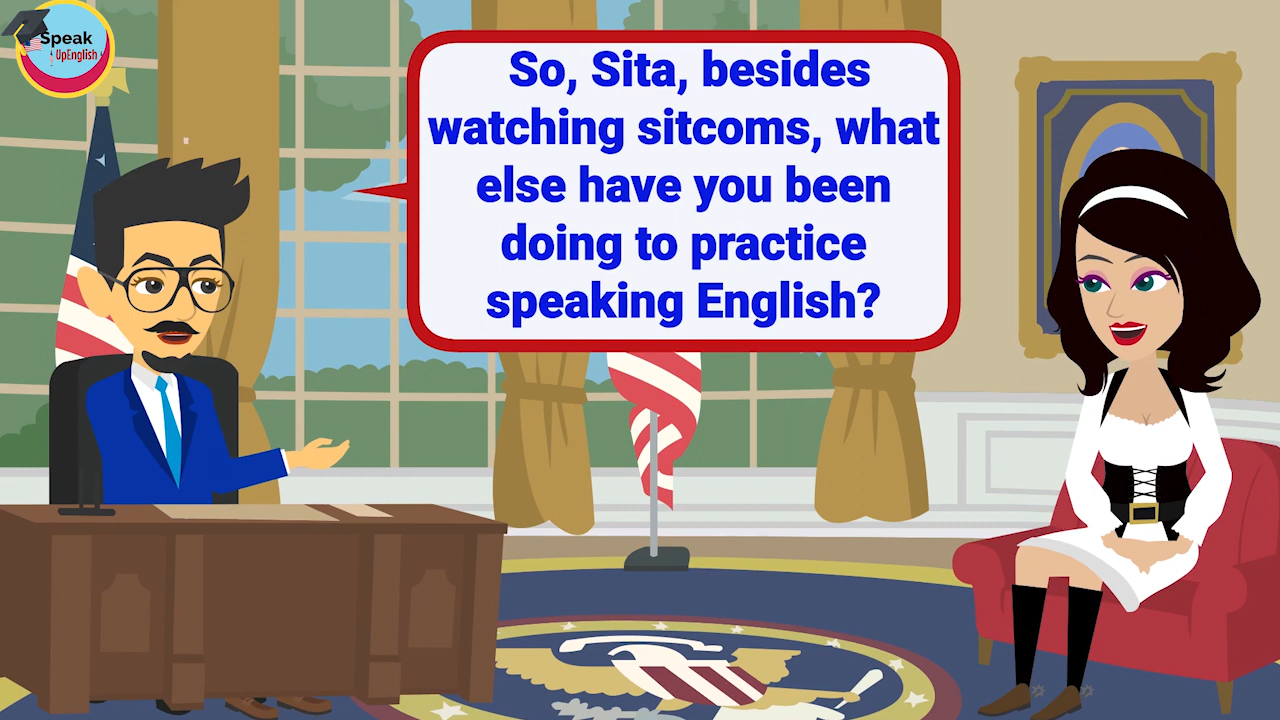 Speak
UpEnglish
So, Sita, besides
watching sitcoms, what
else have you been
doing to practice
speaking English?